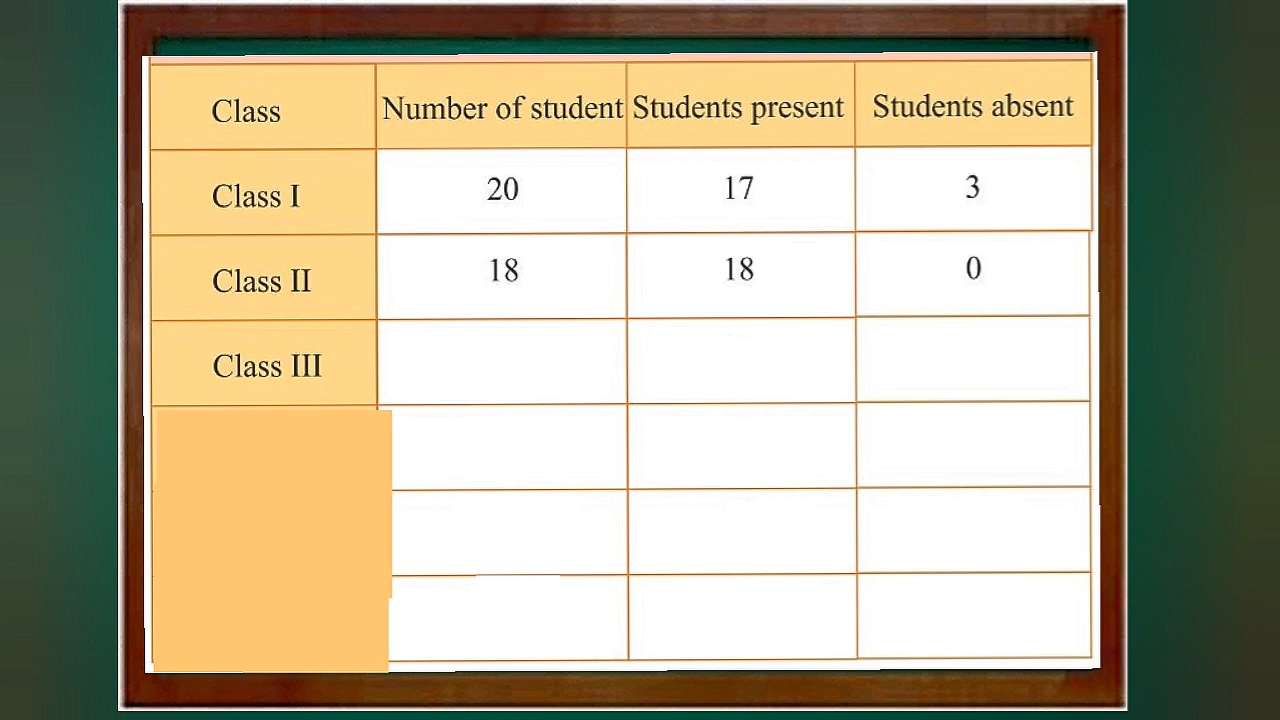 Class Number of student Students present Students absent
Class I 20 17 3
Class II 18 18 0
Class III